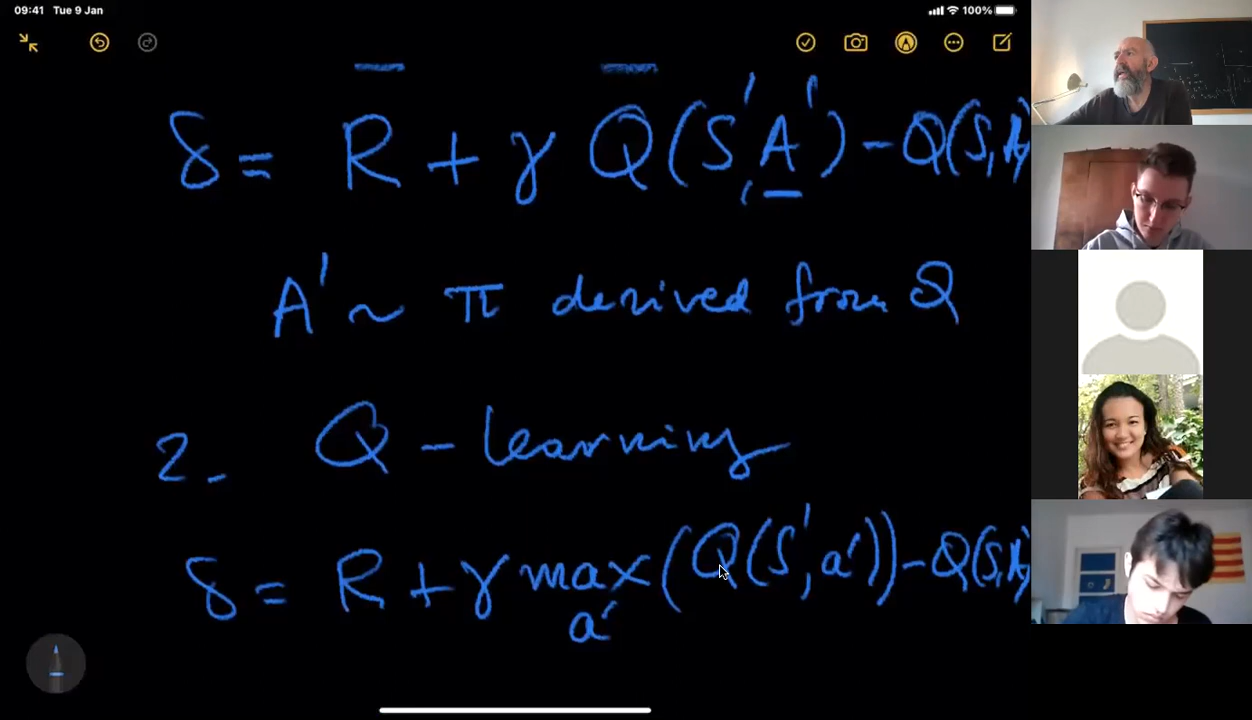 09:41 Tue 9 Jan 100%
δ = R + γ Q(S', A') - Q(S, A)
A' ~ π derived from Q
2. Q-learning
δ = R + γ max (Q(S', a')) - Q(S, A)
a'